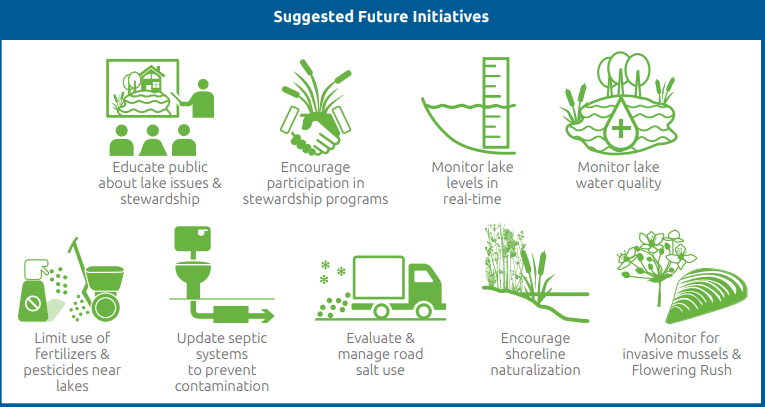 Suggested Future Initiatives
Educate public
about lake issues &
stewardship
Encourage
participation in
stewardship programs
Monitor lake
levels in
real-time
Monitor lake
water quality
Limit use of
fertilizers &
pesticides near
lakes
Update septic
systems
to prevent
contamination
Evaluate &
manage road
salt use
Encourage
shoreline
naturalization
Monitor for
invasive mussels &
Flowering Rush